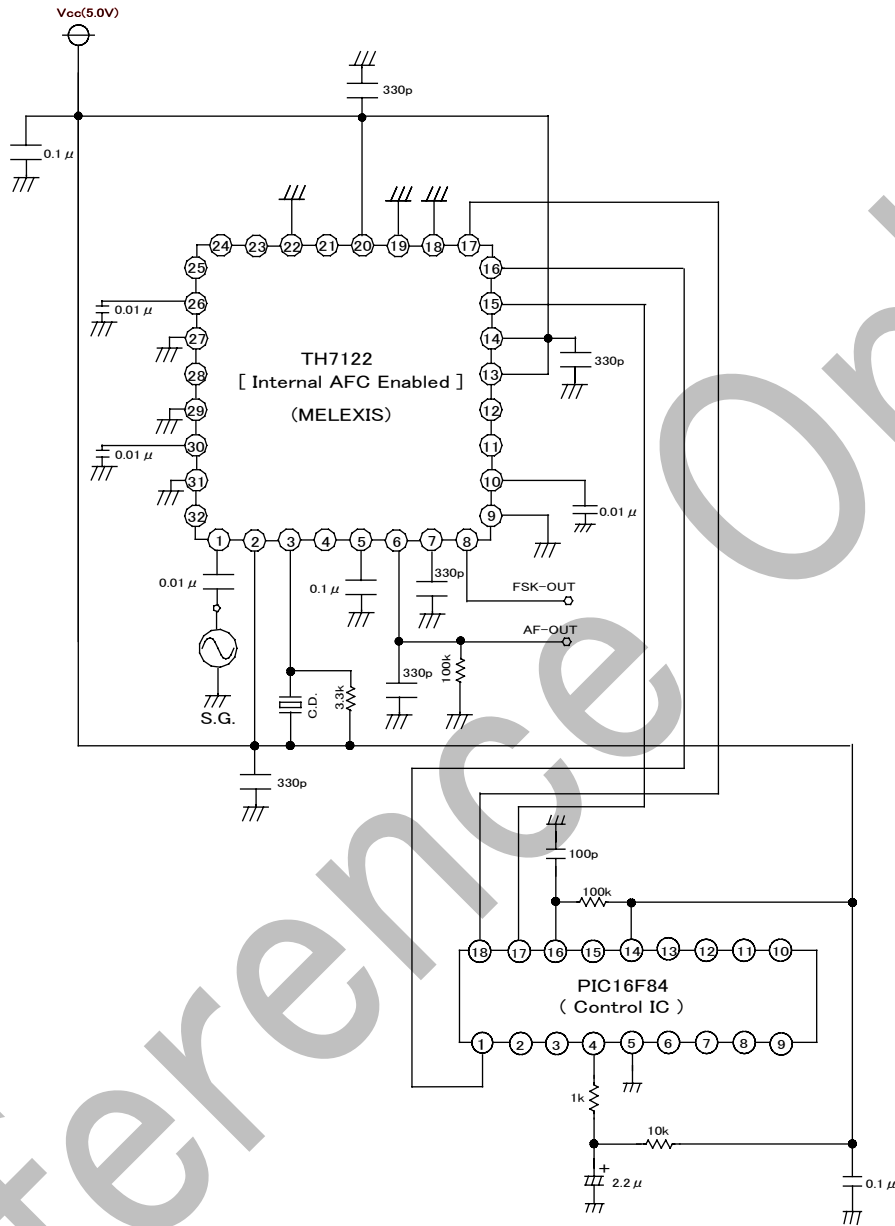 Vcc(5.0V)
330p
0.1μ
24 23 22 21 20 19 18 17
25 16
26 0.01μ 15
27 14
TH7122
330p
28 [ Internal AFC Enabled ] 13
29 (MELEXIS) 12
30 0.01μ 11
31 10
0.01μ
32 9
1 2 3 4 5 6 7 8
0.01μ 0.1μ 330p
FSK-OUT
AF-OUT
330p 100k
C.D. 3.3k
S.G.
330p
100p
100k
18 17 16 15 14 13 12 11 10
PIC16F84
( Control IC )
1 2 3 4 5 6 7 8 9
1k
10k
2.2μ
+
0.1μ
Reference Only